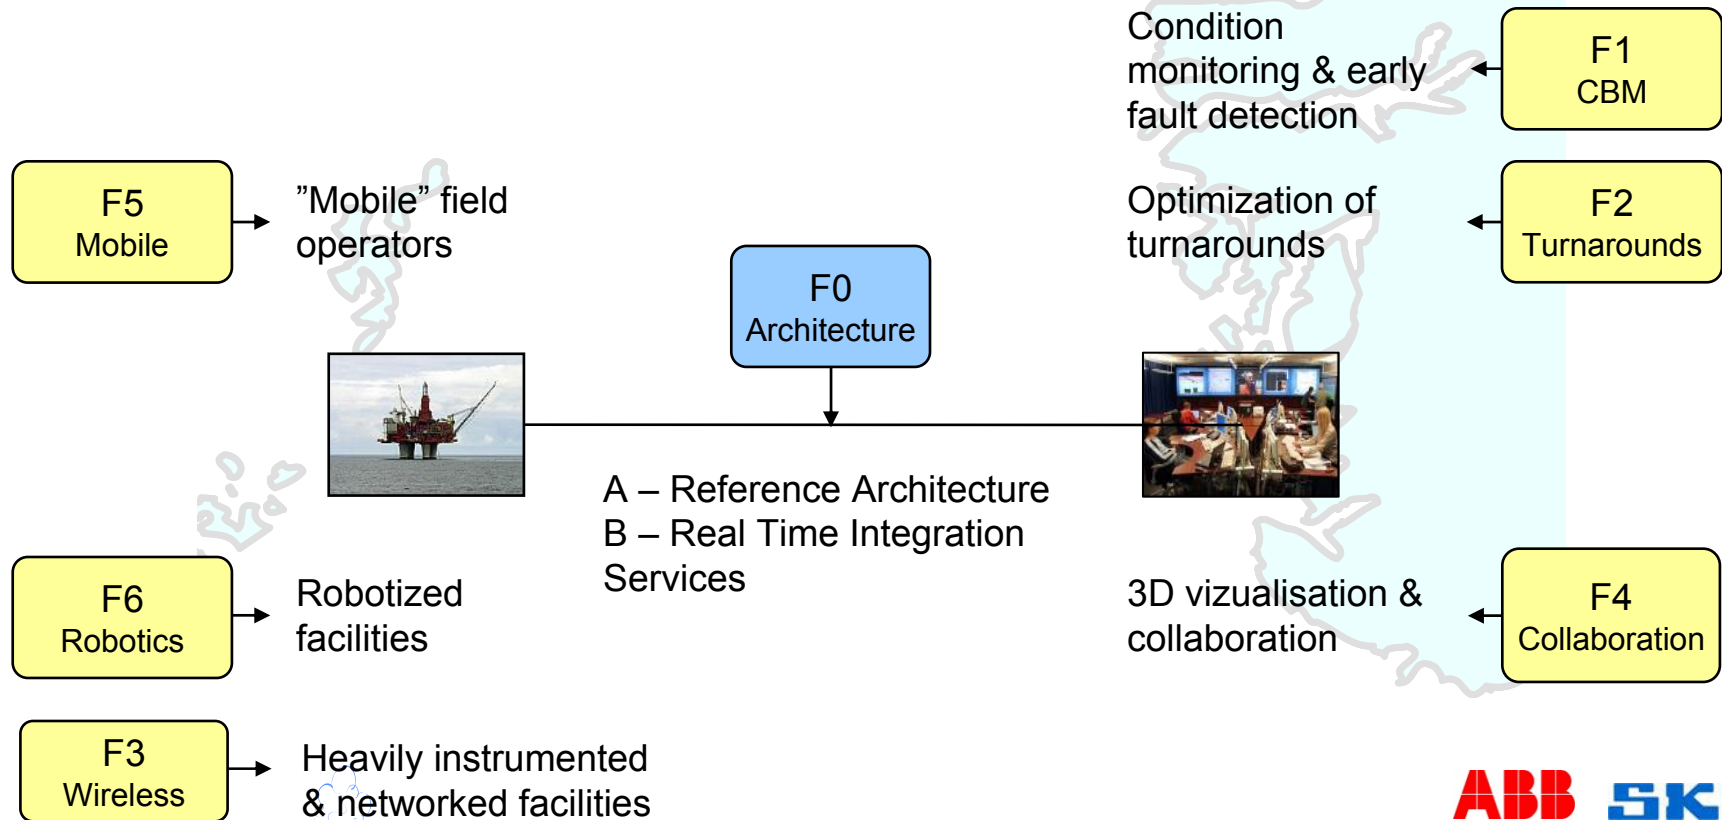 Condition
monitoring & early
fault detection
F1
CBM
F5
Mobile
”Mobile” field
operators
Optimization of
turnarounds
F2
Turnarounds
F0
Architecture
A – Reference Architecture
B – Real Time Integration
Services
F6
Robotics
Robotized
facilities
3D vizualisation &
collaboration
F4
Collaboration
F3
Wireless
Heavily instrumented
& networked facilities
ABB
SK